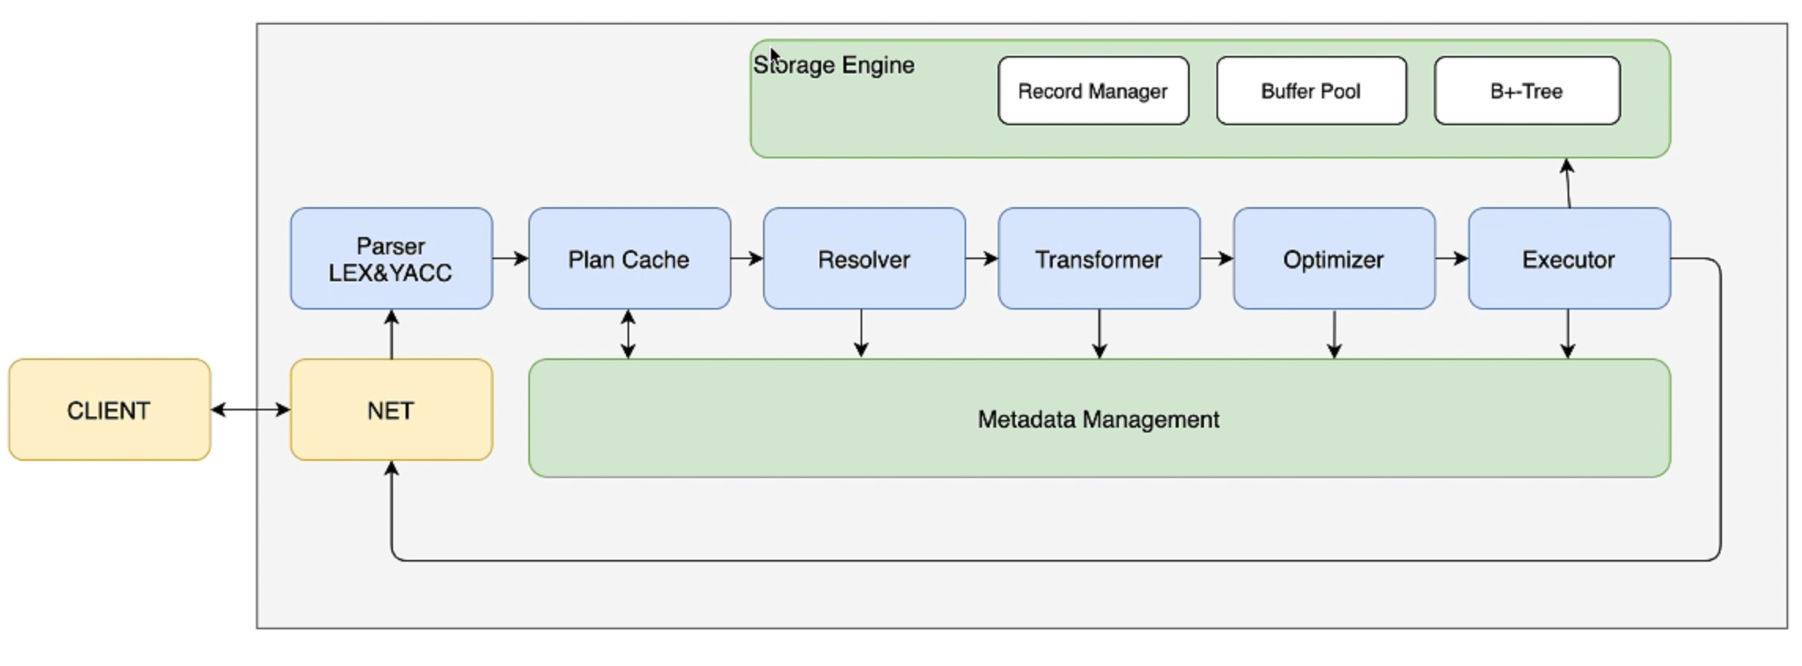 Storage Engine
Record Manager
Buffer Pool
B+-Tree
Parser
LEX&YACC
Plan Cache
Resolver
Transformer
Optimizer
Executor
CLIENT
NET
Metadata Management